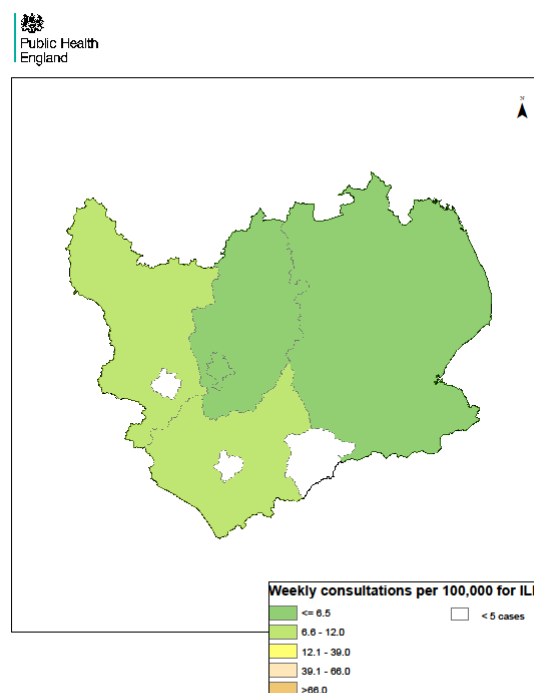 Public Health
England
N
Weekly consultations per 100,000 for ILI
<= 6.5
< 5 cases
6.6 - 12.0
12.1 - 39.0
39.1 - 66.0
>66.0